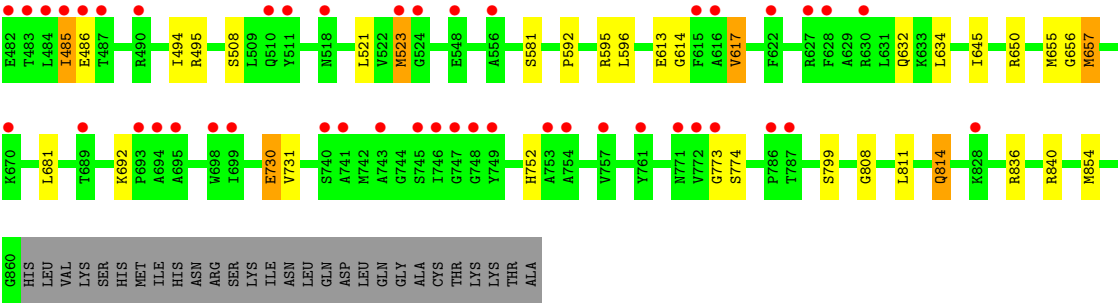 E482 T483 L484 I485 E486 T487 R490 I494 R495 S508 L509 Q510 Y511 N518 L521 V522 M523 G524 E548 A556 S581 P592 R595 L596 E613 G614 F615 A616 V617 F622 R627 F628 A629 R630 L631 Q632 K633 L634 I645 R650 M655 G656 M657
K670 L681 T689 K692 P693 A694 A695 W698 I699 E730 V731 S740 A741 M742 A743 G744 S745 I746 G747 G748 Y749 H752 A753 A754 V757 Y761 N771 V772 G773 S774 P786 T787 S799 G808 L811 Q814 K828 R836 R840 M854
G860 HIS LEU VAL LYS SER HIS MET ILE HIS ASN ARG SER LYS ILE ASN LEU GLN ASP LEU GLN GLY ALA CYS THR LYS LYS THR ALA